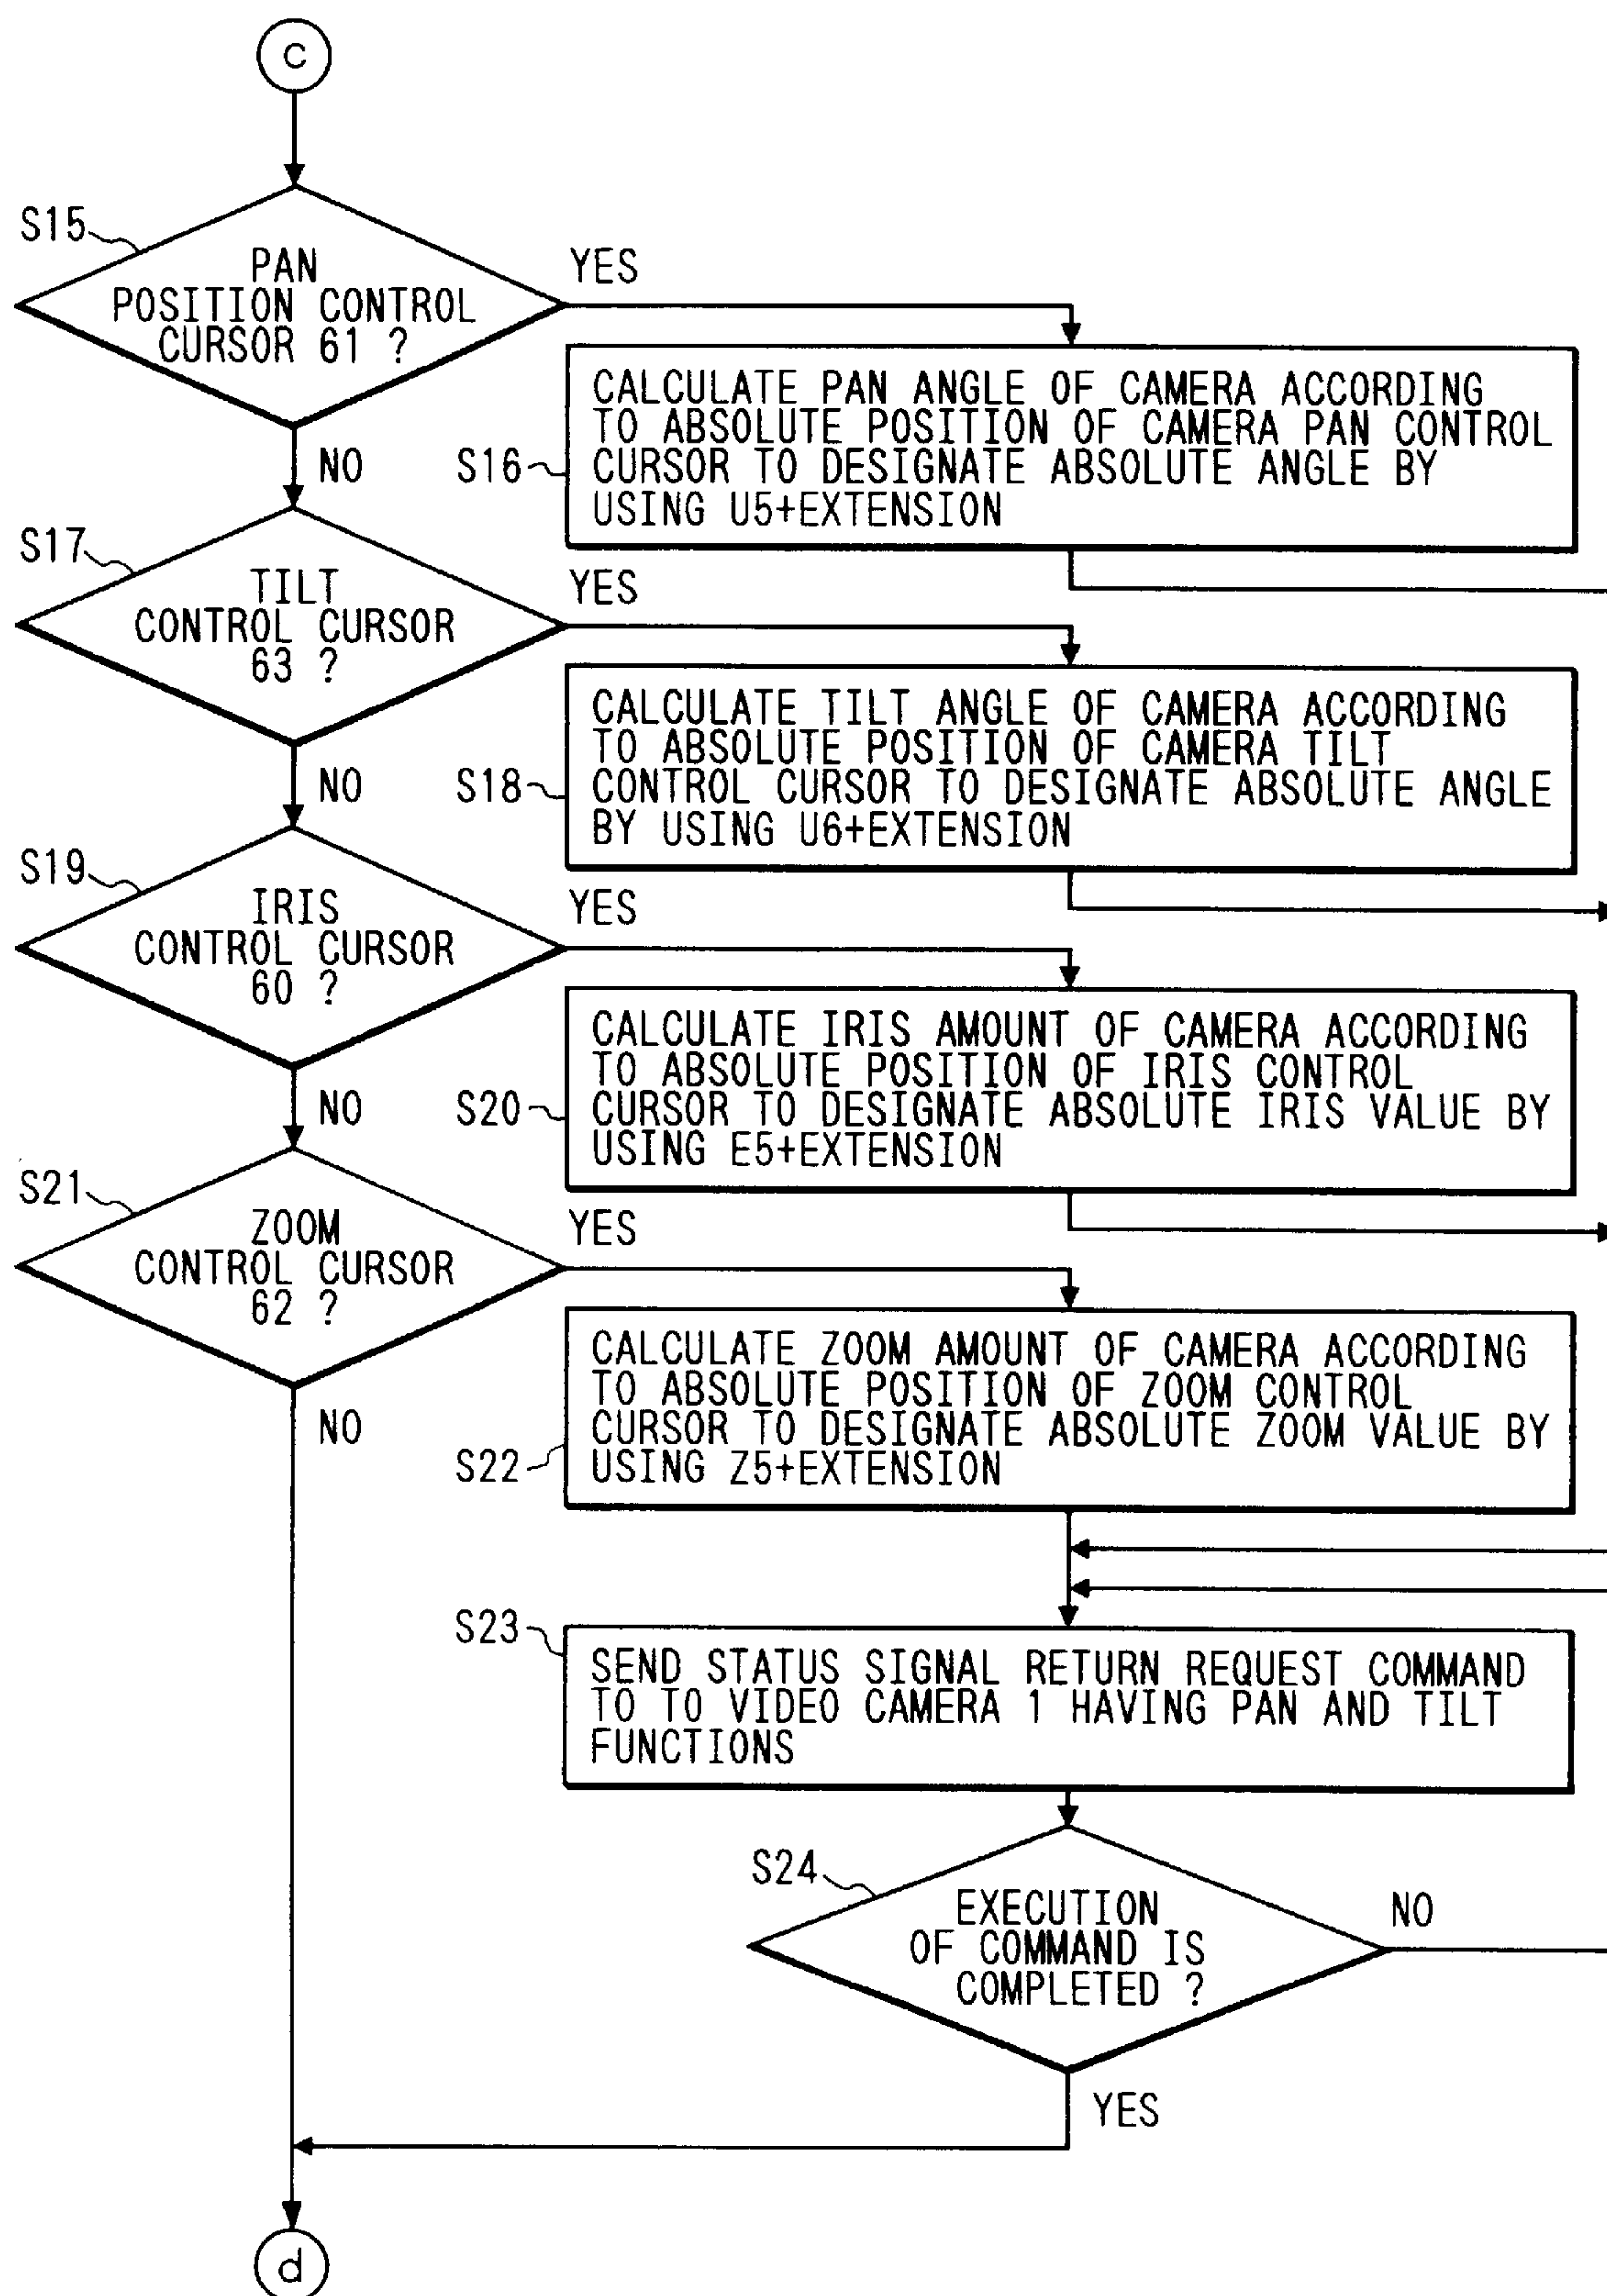 c
S15
PAN
POSITION CONTROL
CURSOR 61 ?
YES
NO
S16
CALCULATE PAN ANGLE OF CAMERA ACCORDING
TO ABSOLUTE POSITION OF CAMERA PAN CONTROL
CURSOR TO DESIGNATE ABSOLUTE ANGLE BY
USING U5+EXTENSION
S17
TILT
CONTROL CURSOR
63 ?
YES
NO
S18
CALCULATE TILT ANGLE OF CAMERA ACCORDING
TO ABSOLUTE POSITION OF CAMERA TILT
CONTROL CURSOR TO DESIGNATE ABSOLUTE ANGLE
BY USING U6+EXTENSION
S19
IRIS
CONTROL CURSOR
60 ?
YES
NO
S20
CALCULATE IRIS AMOUNT OF CAMERA ACCORDING
TO ABSOLUTE POSITION OF IRIS CONTROL
CURSOR TO DESIGNATE ABSOLUTE IRIS VALUE BY
USING E5+EXTENSION
S21
ZOOM
CONTROL CURSOR
62 ?
YES
NO
S22
CALCULATE ZOOM AMOUNT OF CAMERA ACCORDING
TO ABSOLUTE POSITION OF ZOOM CONTROL
CURSOR TO DESIGNATE ABSOLUTE ZOOM VALUE BY
USING Z5+EXTENSION
S23
SEND STATUS SIGNAL RETURN REQUEST COMMAND
TO TO VIDEO CAMERA 1 HAVING PAN AND TILT
FUNCTIONS
S24
EXECUTION
OF COMMAND IS
COMPLETED ?
NO
YES
d